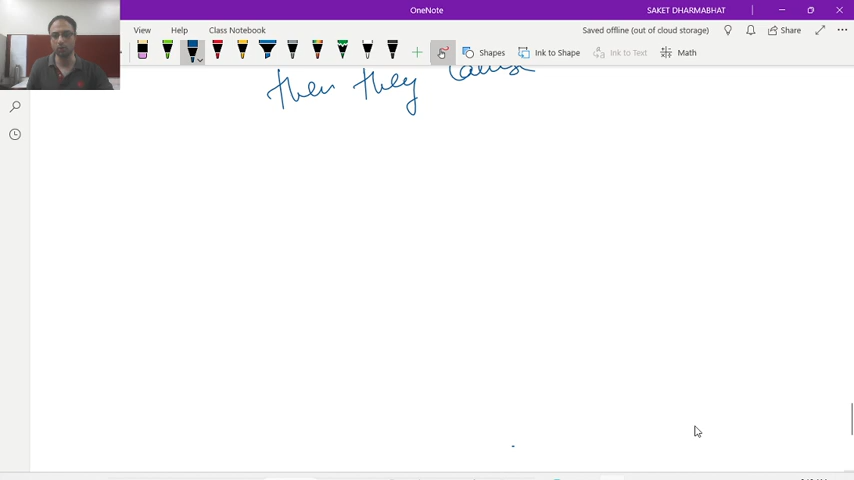 OneNote
SAKET DHARMABHAT
View Help Class Notebook
Saved offline (out of cloud storage) Share
Shapes Ink to Shape Ink to Text Math
then they cause